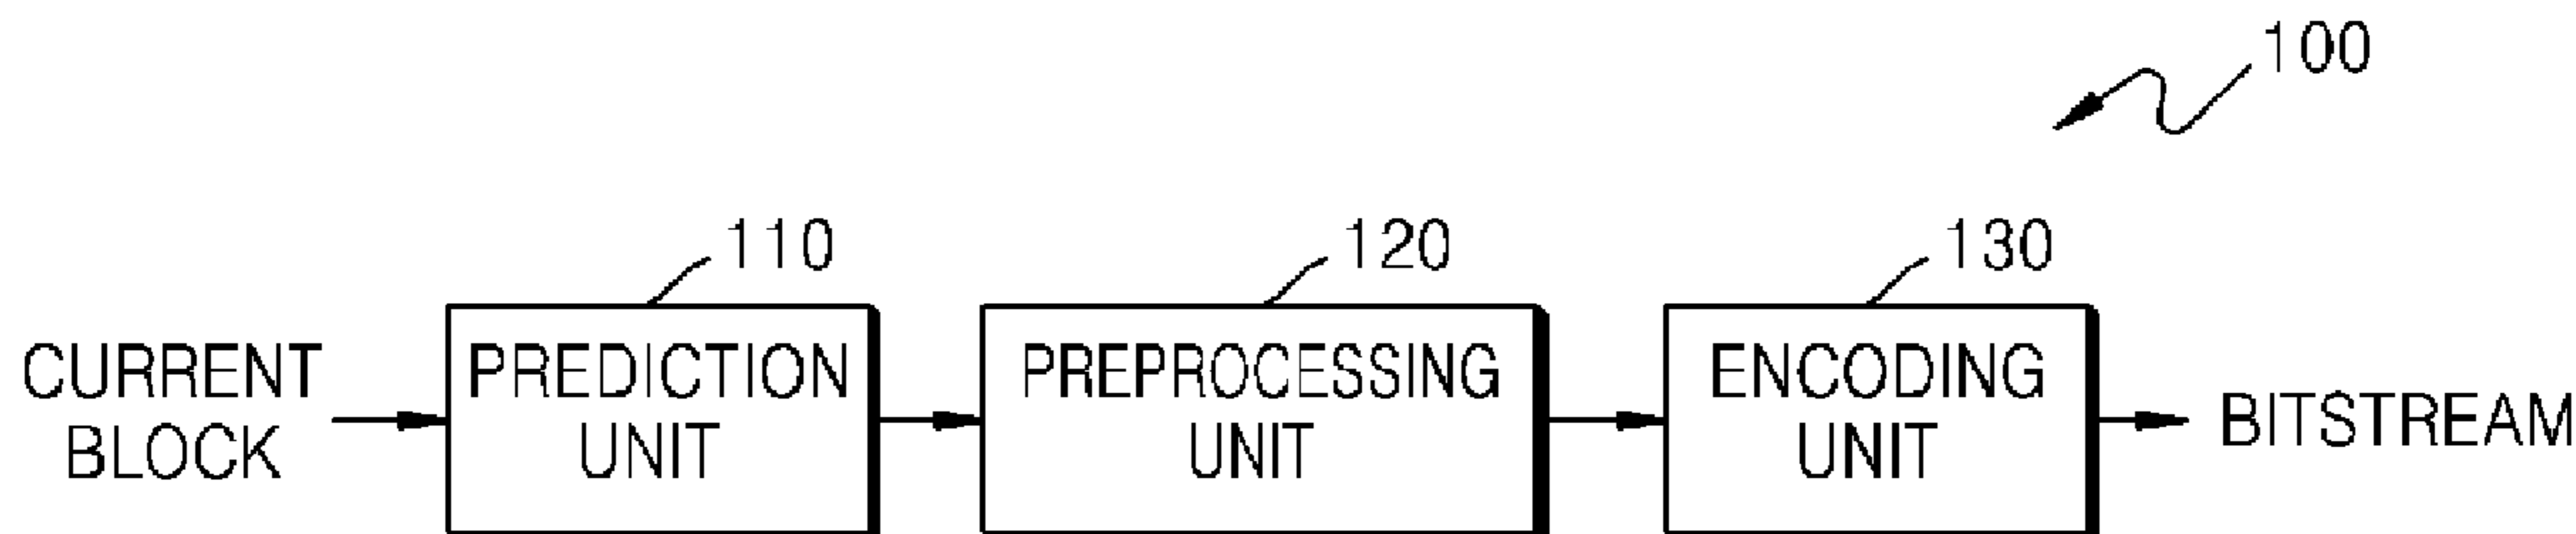 100
110
120
130
CURRENT
BLOCK
PREDICTION
UNIT
PREPROCESSING
UNIT
ENCODING
UNIT
BITSTREAM